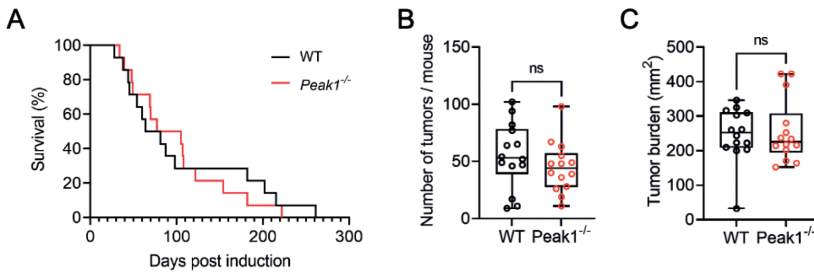 A
Survival (%)
100
80
60
40
20
0
0
100
200
300
Days post induction
WT
Peak1-/-
B
Number of tumors / mouse
150
100
50
0
ns
WT
Peak1-/-
C
Tumor burden (mm2)
500
400
300
200
100
0
ns
WT
Peak1-/-